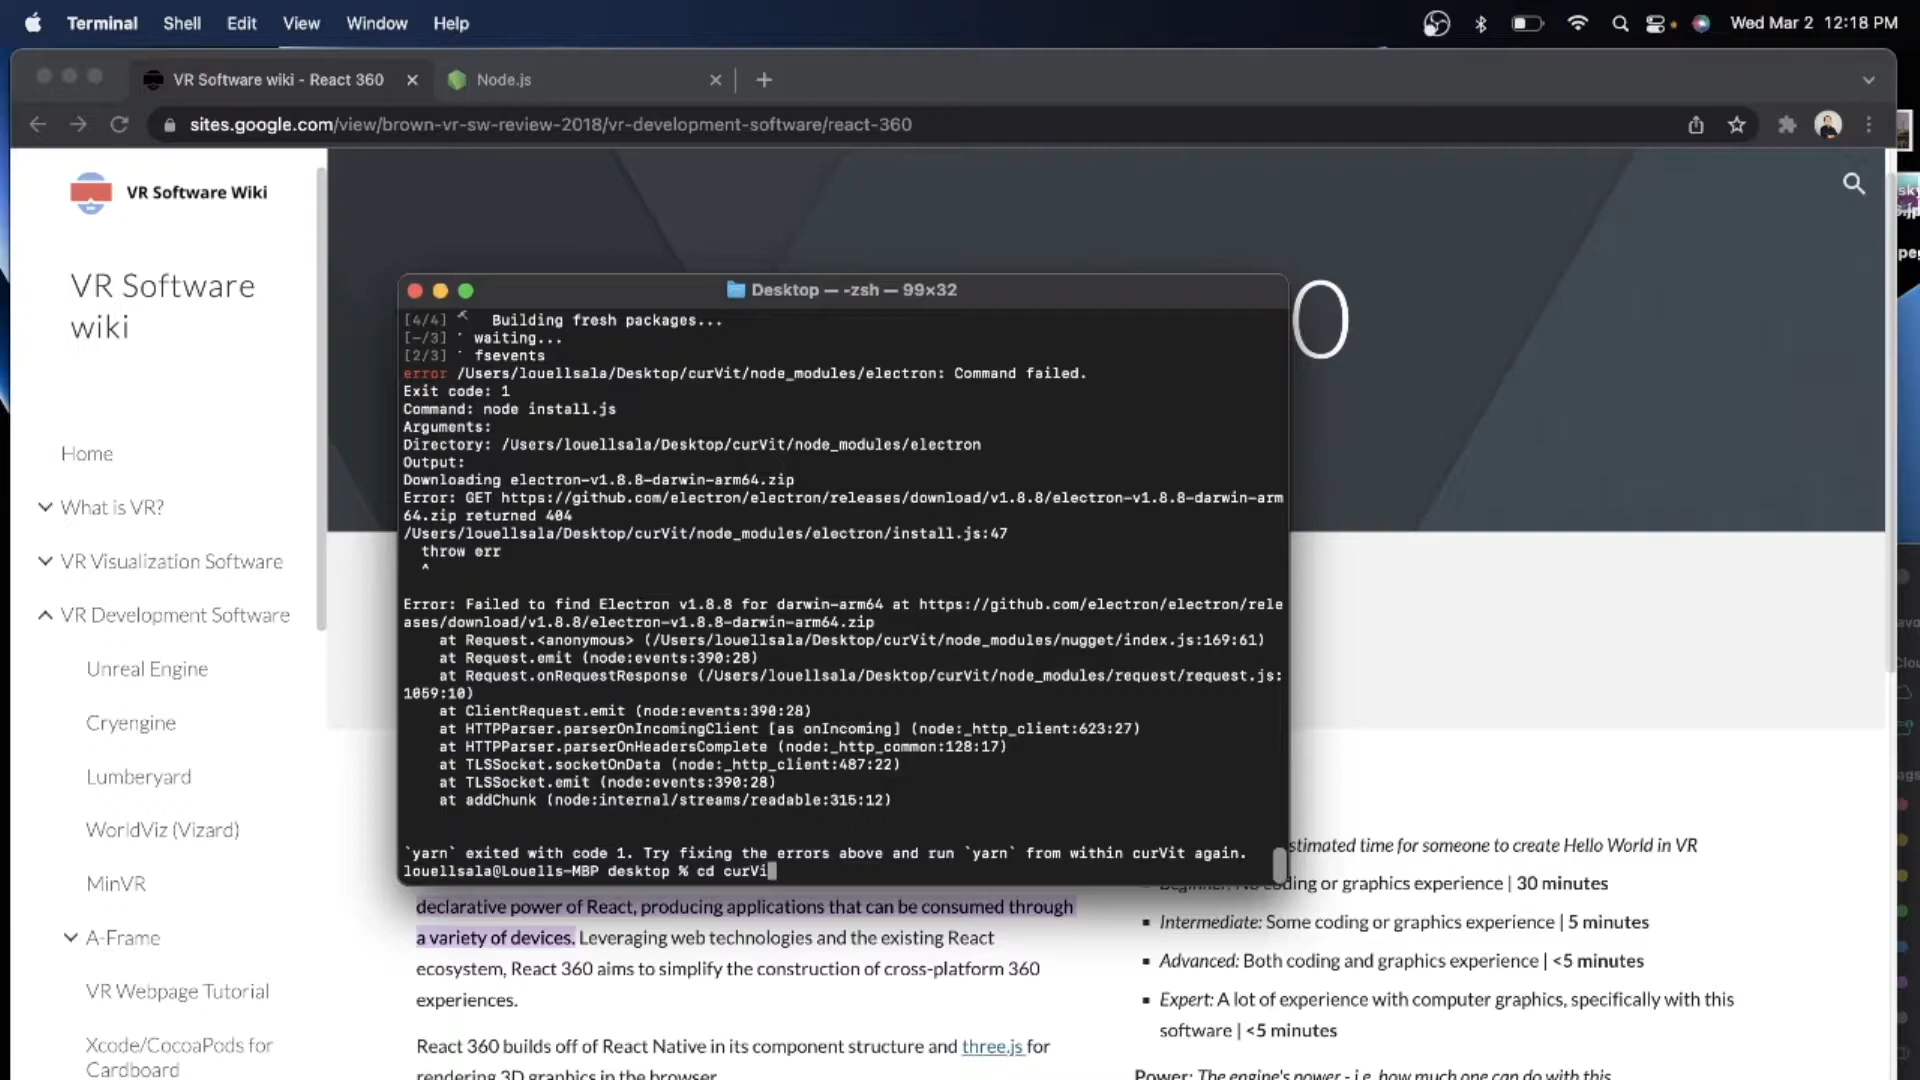 Terminal Shell Edit View Window Help Wed Mar 2 12:18 PM
VR Software wiki - React 360 Node.js
sites.google.com/view/brown-vr-sw-review-2018/vr-development-software/react-360
VR Software Wiki
VR Software
wiki
Home
What is VR?
VR Visualization Software
VR Development Software
Unreal Engine
Cryengine
Lumberyard
WorldViz (Vizard)
MinVR
A-Frame
VR Webpage Tutorial
Xcode/CocoaPods for
Cardboard
0
Desktop — -zsh — 99×32
[4/4] Building fresh packages...
[-/3] waiting...
[2/3] fsevents
error /Users/louellsala/Desktop/curVit/node_modules/electron: Command failed.
Exit code: 1
Command: node install.js
Arguments:
Directory: /Users/louellsala/Desktop/curVit/node_modules/electron
Output:
Downloading electron-v1.8.8-darwin-arm64.zip
Error: GET https://github.com/electron/electron/releases/download/v1.8.8/electron-v1.8.8-darwin-arm
64.zip returned 404
/Users/louellsala/Desktop/curVit/node_modules/electron/install.js:47
throw err
^
Error: Failed to find Electron v1.8.8 for darwin-arm64 at https://github.com/electron/electron/rele
ases/download/v1.8.8/electron-v1.8.8-darwin-arm64.zip
at Request.<anonymous> (/Users/louellsala/Desktop/curVit/node_modules/nugget/index.js:169:61)
at Request.emit (node:events:390:28)
at Request.onRequestResponse (/Users/louellsala/Desktop/curVit/node_modules/request/request.js:
1059:10)
at ClientRequest.emit (node:events:390:28)
at HTTPParser.parserOnIncomingClient [as onIncoming] (node:_http_client:623:27)
at HTTPParser.parserOnHeadersComplete (node:_http_common:128:17)
at TLSSocket.socketOnData (node:_http_client:487:22)
at TLSSocket.emit (node:events:390:28)
at addChunk (node:internal/streams/readable:315:12)
`yarn` exited with code 1. Try fixing the errors above and run `yarn` from within curVit again.
louellsala@Louells-MBP desktop % cd curVi
declarative power of React, producing applications that can be consumed through
a variety of devices. Leveraging web technologies and the existing React
ecosystem, React 360 aims to simplify the construction of cross-platform 360
experiences.
React 360 builds off of React Native in its component structure and three.js for
rendering 3D graphics in the browser.
stimated time for someone to create Hello World in VR
coding or graphics experience | 30 minutes
Intermediate: Some coding or graphics experience | 5 minutes
Advanced: Both coding and graphics experience | <5 minutes
Expert: A lot of experience with computer graphics, specifically with this
software | <5 minutes
Power: The engine's power - i.e. how much one can do with this